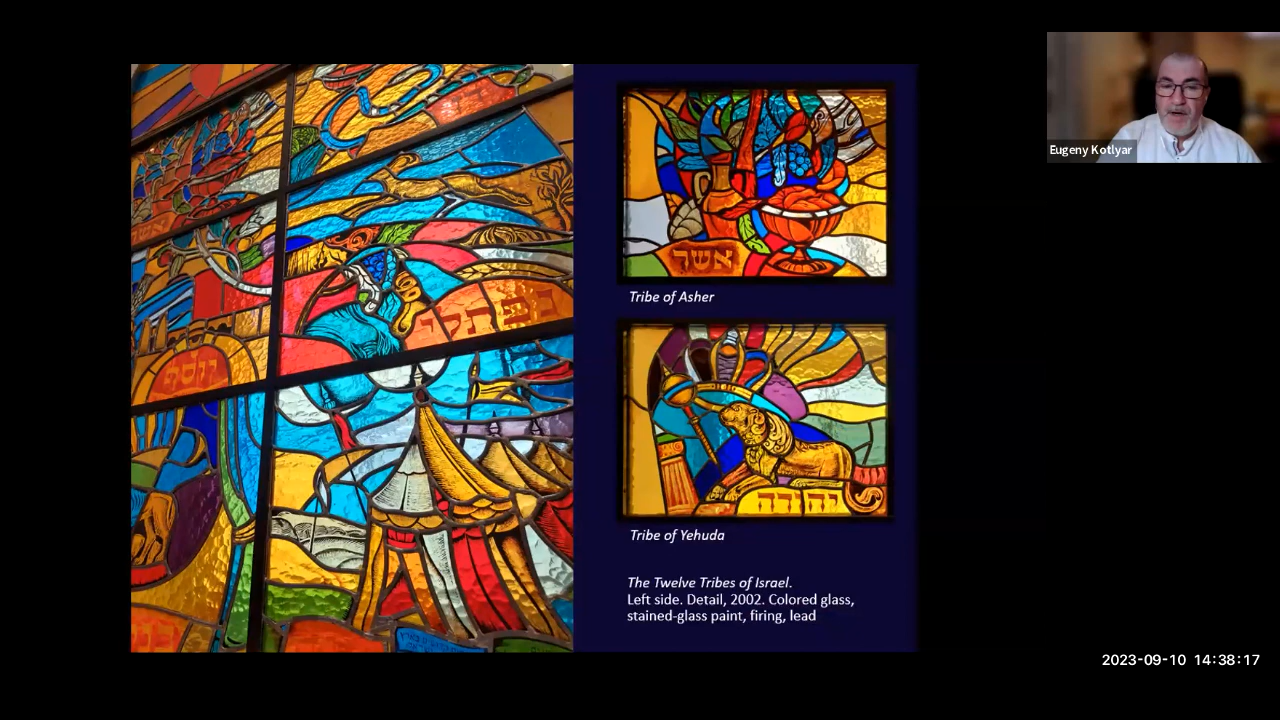 Eugeny Kotlyar
אשר
נפתלי
יוסף
אשר
Tribe of Asher
יהודה
Tribe of Yehuda
The Twelve Tribes of Israel.
Left side. Detail, 2002. Colored glass,
stained-glass paint, firing, lead
2023-09-10 14:38:17